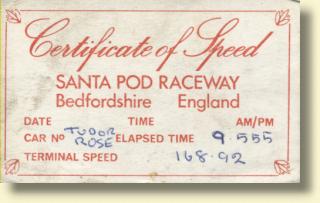 Certificate of Speed
SANTA POD RACEWAY
Bedfordshire England
DATE TIME AM/PM
CAR No TUDOR ROSE ELAPSED TIME 9.555
TERMINAL SPEED 168.92